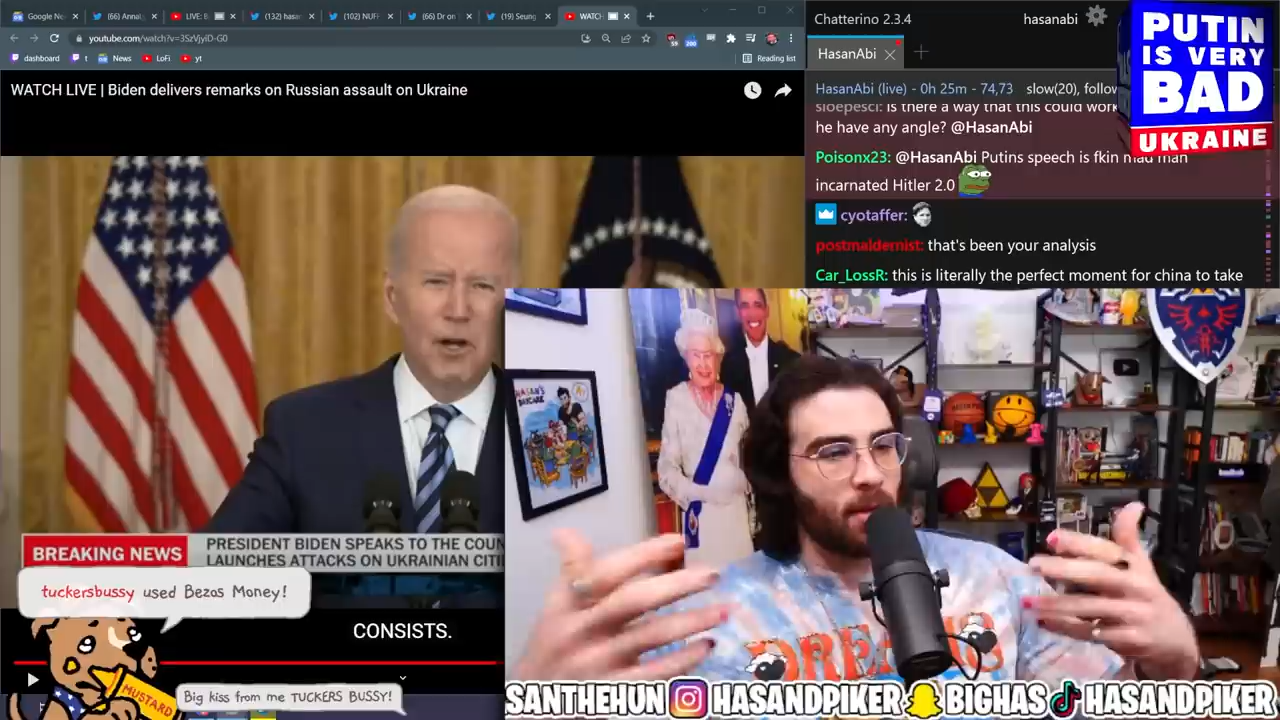 Google Ne
(66) Annal
LIVE: B
(132) hasar
(102) NUF
(66) Dr on
(19) Seung
WATCH
youtube.com/watch?v=3SzVjyiD-G0
dashboard
t
News
LoFi
yt
Reading list
WATCH LIVE | Biden delivers remarks on Russian assault on Ukraine
BREAKING NEWS
PRESIDENT BIDEN SPEAKS TO THE COUN
LAUNCHES ATTACKS ON UKRAINIAN CITI
tuckersbussy used Bezos Money!
CONSISTS.
MUSTARD
Big kiss from me TUCKERS BUSSY!
Chatterino 2.3.4
hasanabi
HasanAbi
HasanAbi (live) - 0h 25m - 74,73
slow(20), follow
sloepesci: is there a way that this could work
he have any angle? @HasanAbi
Poisonx23: @HasanAbi Putins speech is fkin mad man
incarnated Hitler 2.0
cyotaffer:
postmaldernist: that's been your analysis
Car_LossR: this is literally the perfect moment for china to take
PUTIN
IS VERY
BAD
UKRAINE
HASAN'S
DAYCARE
DREAMS
SANTHEHUN
HASANDPIKER
BIGHAS
HASANDPIKER